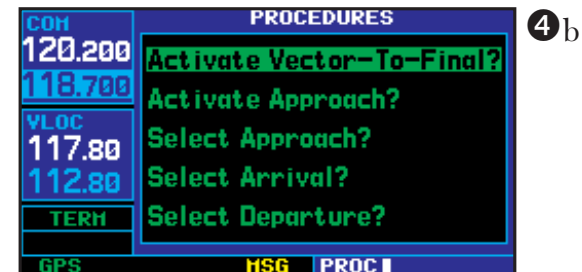 COM
120.200
118.700
VLOC
117.80
112.80
TERM
GPS
PROCEDURES
Activate Vector-To-Final?
Activate Approach?
Select Approach?
Select Arrival?
Select Departure?
MSG
PROC
4b